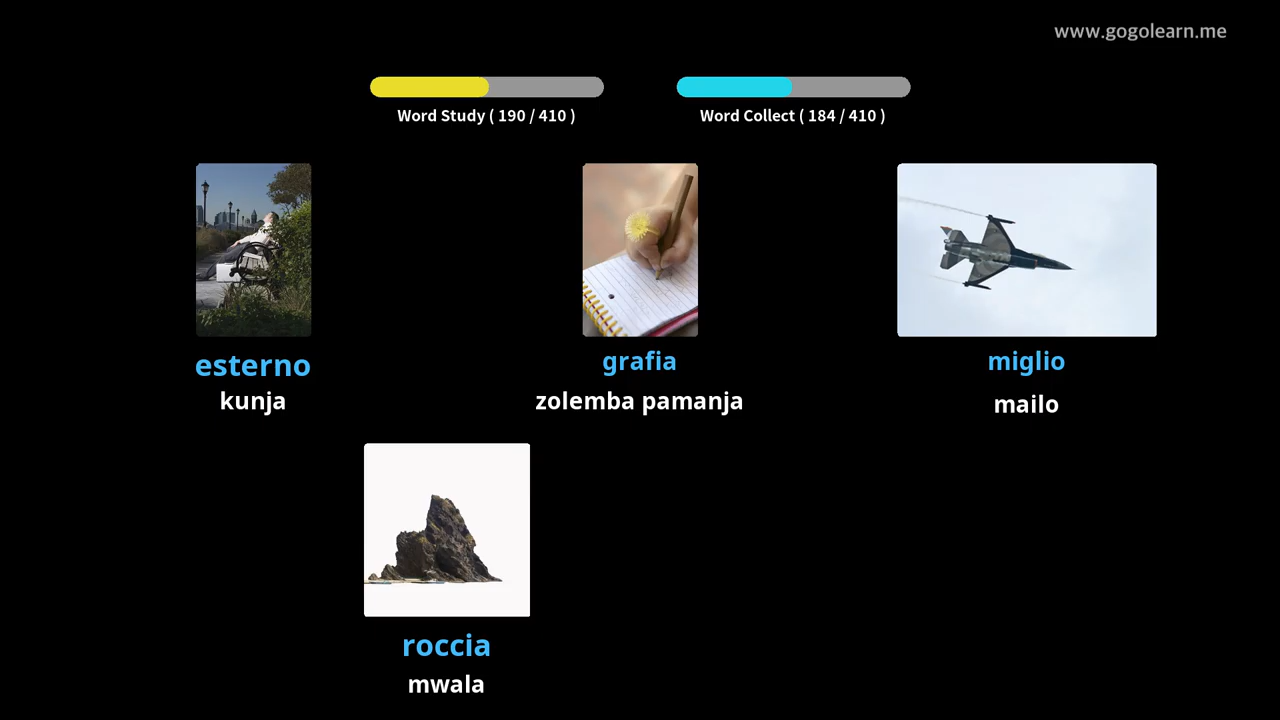 www.gogolearn.me
Word Study ( 190 / 410 )
Word Collect ( 184 / 410 )
esterno
kunja
grafia
zolemba pamanja
miglio
mailo
roccia
mwala